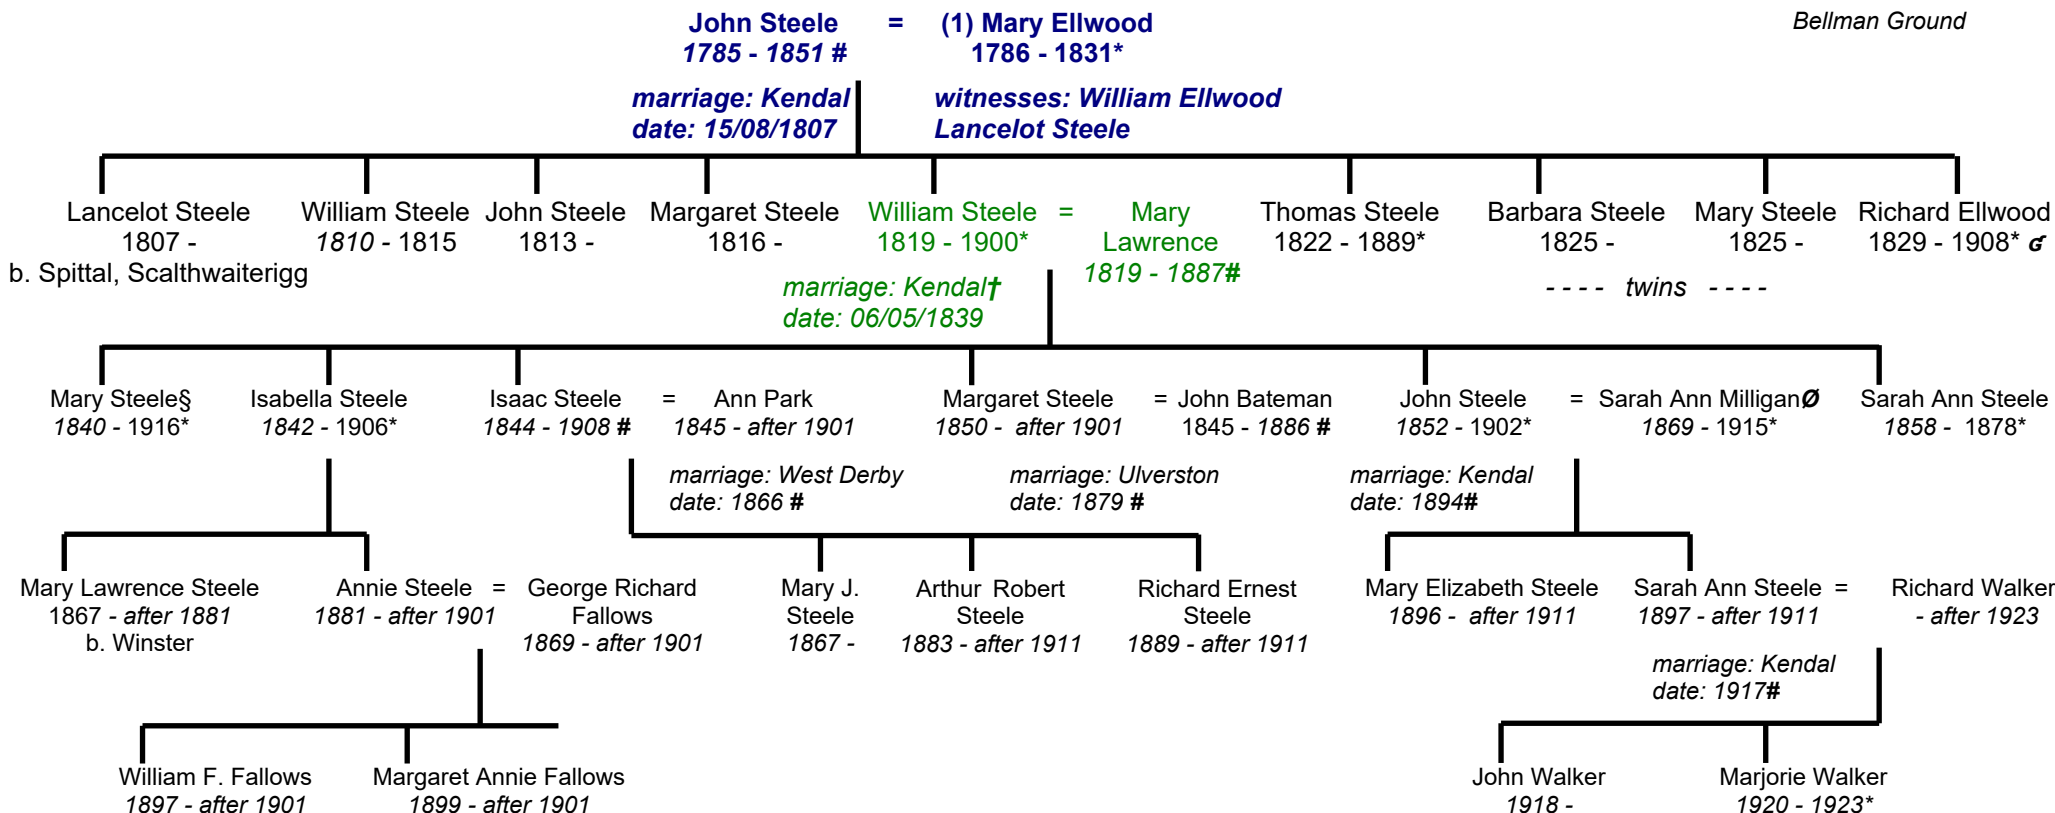 John Steele = (1) Mary Ellwood
1785 - 1851 # 1786 - 1831*
Bellman Ground
marriage: Kendal witnesses: William Ellwood
date: 15/08/1807 Lancelot Steele
Lancelot Steele William Steele John Steele Margaret Steele William Steele = Mary Thomas Steele Barbara Steele Mary Steele Richard Ellwood
1807 - 1810 - 1815 1813 - 1816 - 1819 - 1900* Lawrence 1822 - 1889* 1825 - 1825 - 1829 - 1908*
b. Spittal, Scalthwaiterigg 1819 - 1887#
marriage: Kendal† - - - - twins - - - -
date: 06/05/1839
Mary Steele§ Isabella Steele Isaac Steele = Ann Park Margaret Steele = John Bateman John Steele = Sarah Ann MilliganØ Sarah Ann Steele
1840 - 1916* 1842 - 1906* 1844 - 1908 # 1845 - after 1901 1850 - after 1901 1845 - 1886 # 1852 - 1902* 1869 - 1915* 1858 - 1878*
marriage: West Derby marriage: Ulverston marriage: Kendal
date: 1866 # date: 1879 # date: 1894#
Mary Lawrence Steele Annie Steele = George Richard Mary J. Arthur Robert Richard Ernest Mary Elizabeth Steele Sarah Ann Steele = Richard Walker
1867 - after 1881 1881 - after 1901 Fallows Steele Steele Steele 1896 - after 1911 1897 - after 1911 - after 1923
b. Winster 1869 - after 1901 1867 - 1883 - after 1911 1889 - after 1911
marriage: Kendal
date: 1917#
William F. Fallows Margaret Annie Fallows John Walker Marjorie Walker
1897 - after 1901 1899 - after 1901 1918 - 1920 - 1923*